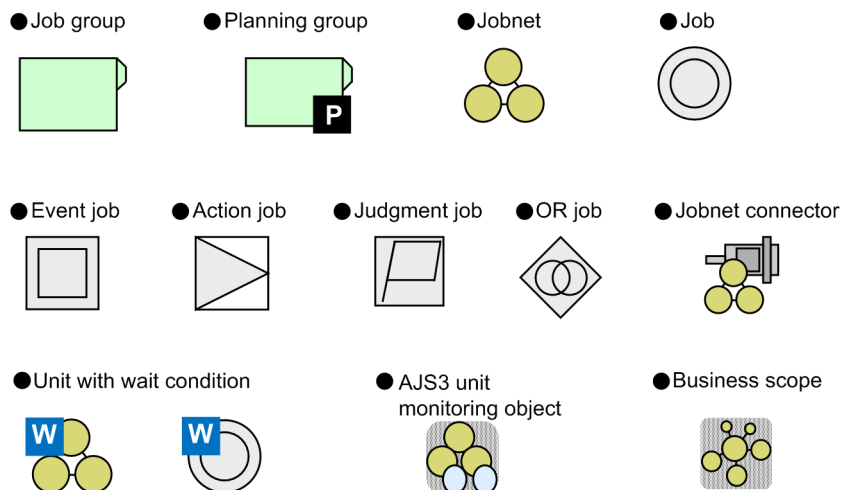 ● Job group
● Planning group
P
● Jobnet
● Job
● Event job
● Action job
● Judgment job
● OR job
● Jobnet connector
● Unit with wait condition
W
W
● AJS3 unit
monitoring object
● Business scope